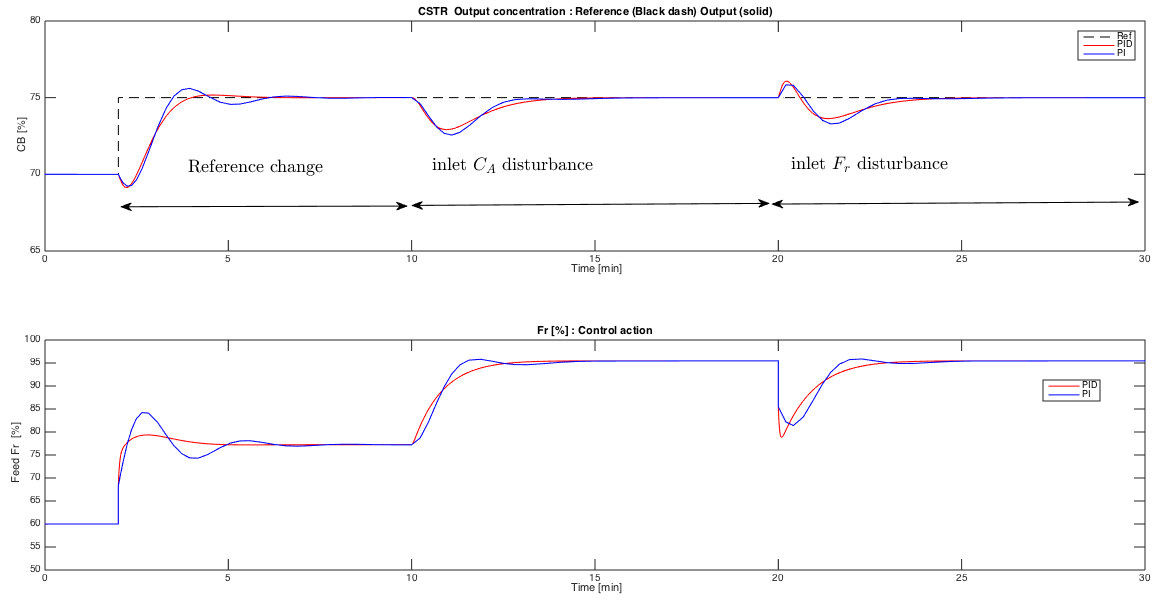 CSTR Output concentration : Reference (Black dash) Output (solid)
80
75
70
65
CB [%]
Ref
PID
PI
Reference change
inlet C_A disturbance
inlet F_r disturbance
0 5 10 15 20 25 30
Time [min]
Fr [%] : Control action
100
95
90
85
80
75
70
65
60
55
50
Feed Fr [%]
PID
PI
0 5 10 15 20 25 30
Time [min]